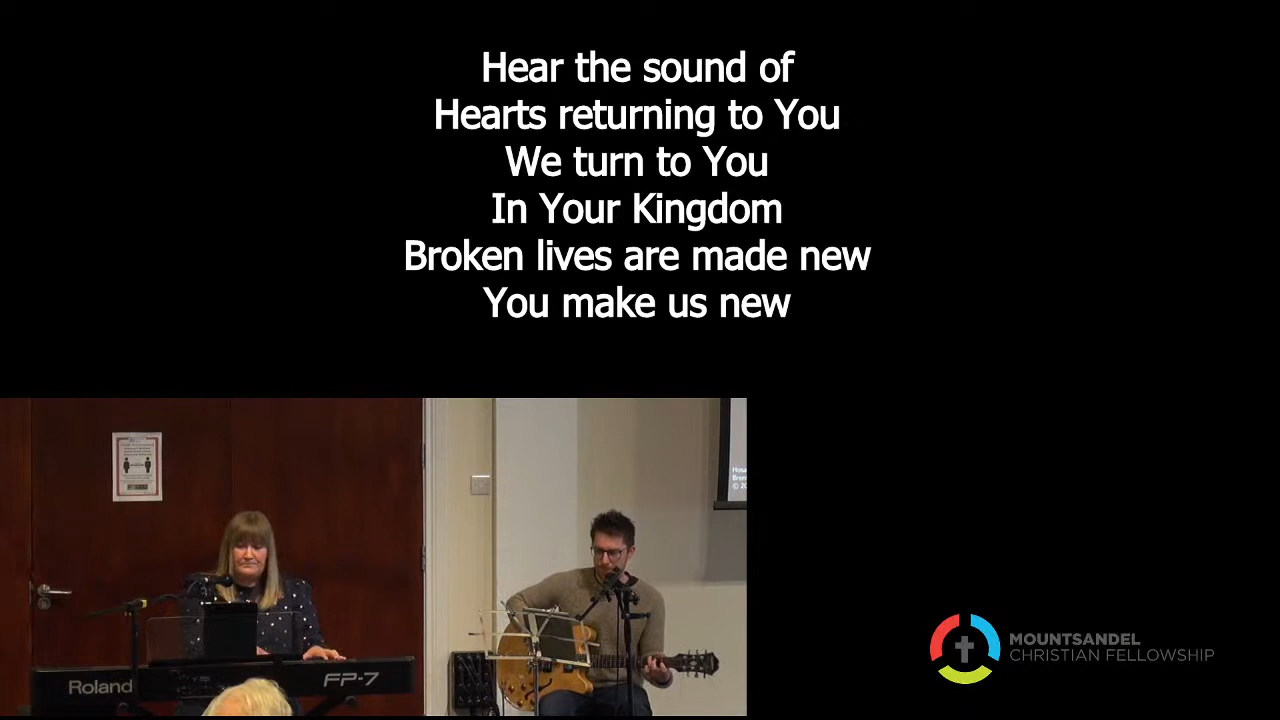 Hear the sound of
Hearts returning to You
We turn to You
In Your Kingdom
Broken lives are made new
You make us new
Roland
FP-7
MOUNTSANDEL
CHRISTIAN FELLOWSHIP